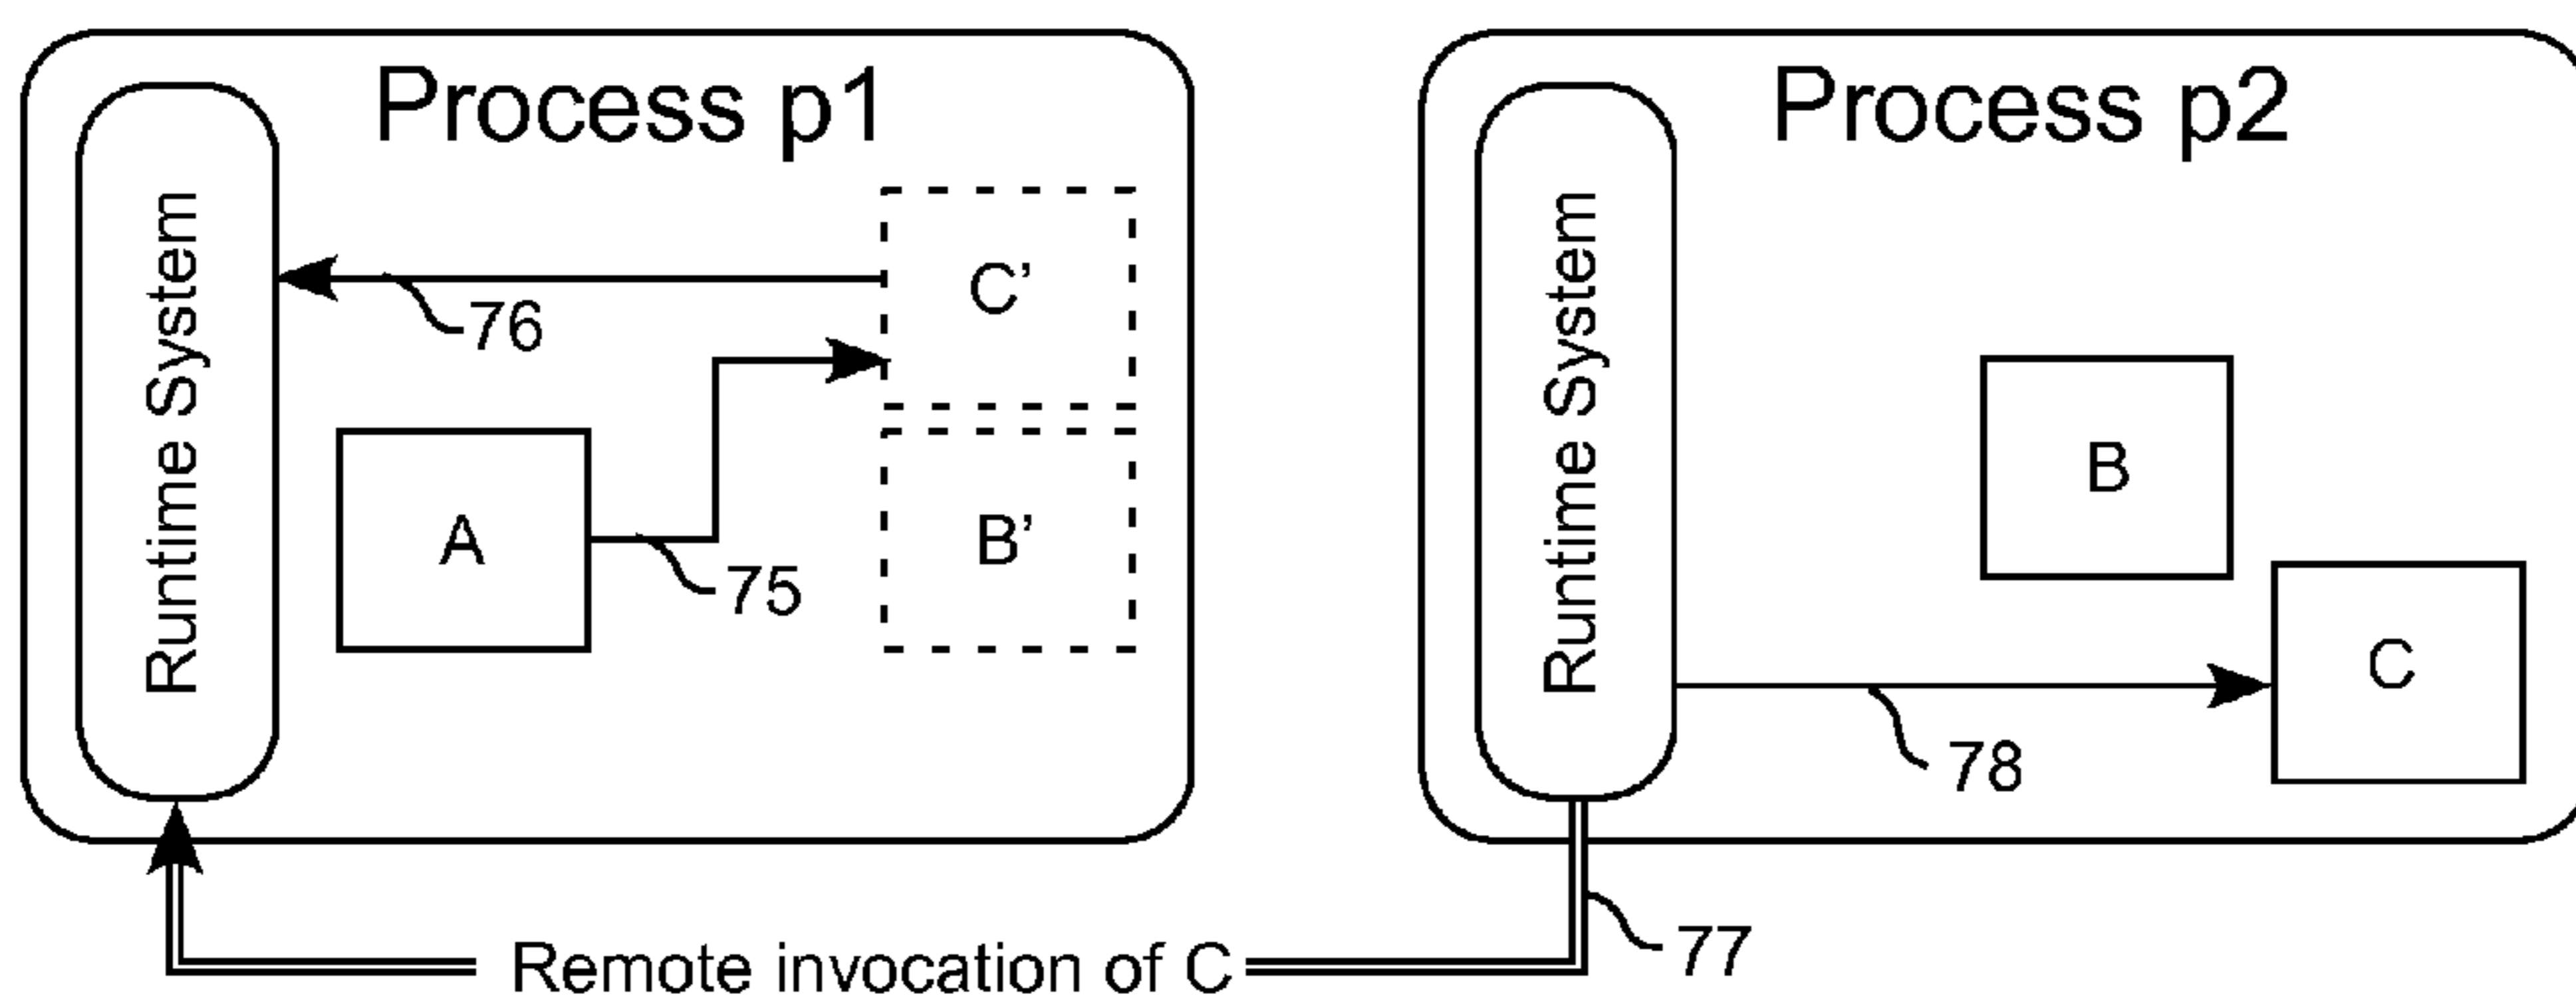 Process p1
Runtime System
C’
76
A
75
B’
Process p2
Runtime System
B
C
78
Remote invocation of C
77